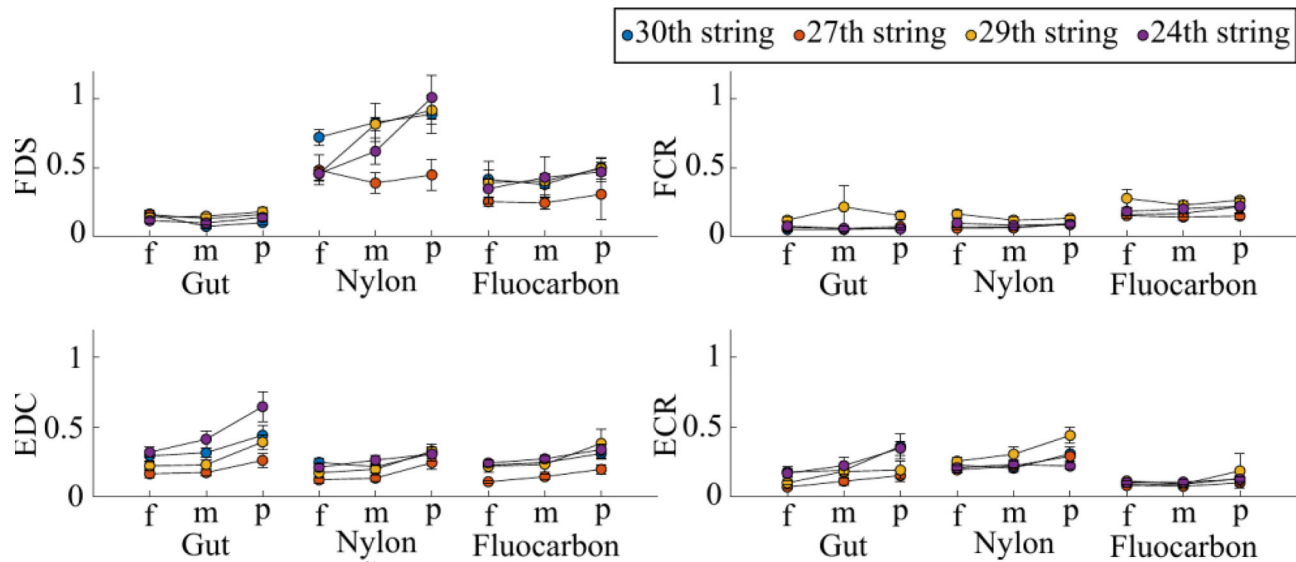 30th string 27th string 29th string 24th string
FDS
1
0.5
0
f m p f m p f m p
Gut Nylon Fluocarbon
FCR
1
0.5
0
f m p f m p f m p
Gut Nylon Fluocarbon
EDC
1
0.5
0
f m p f m p f m p
Gut Nylon Fluocarbon
ECR
1
0.5
0
f m p f m p f m p
Gut Nylon Fluocarbon